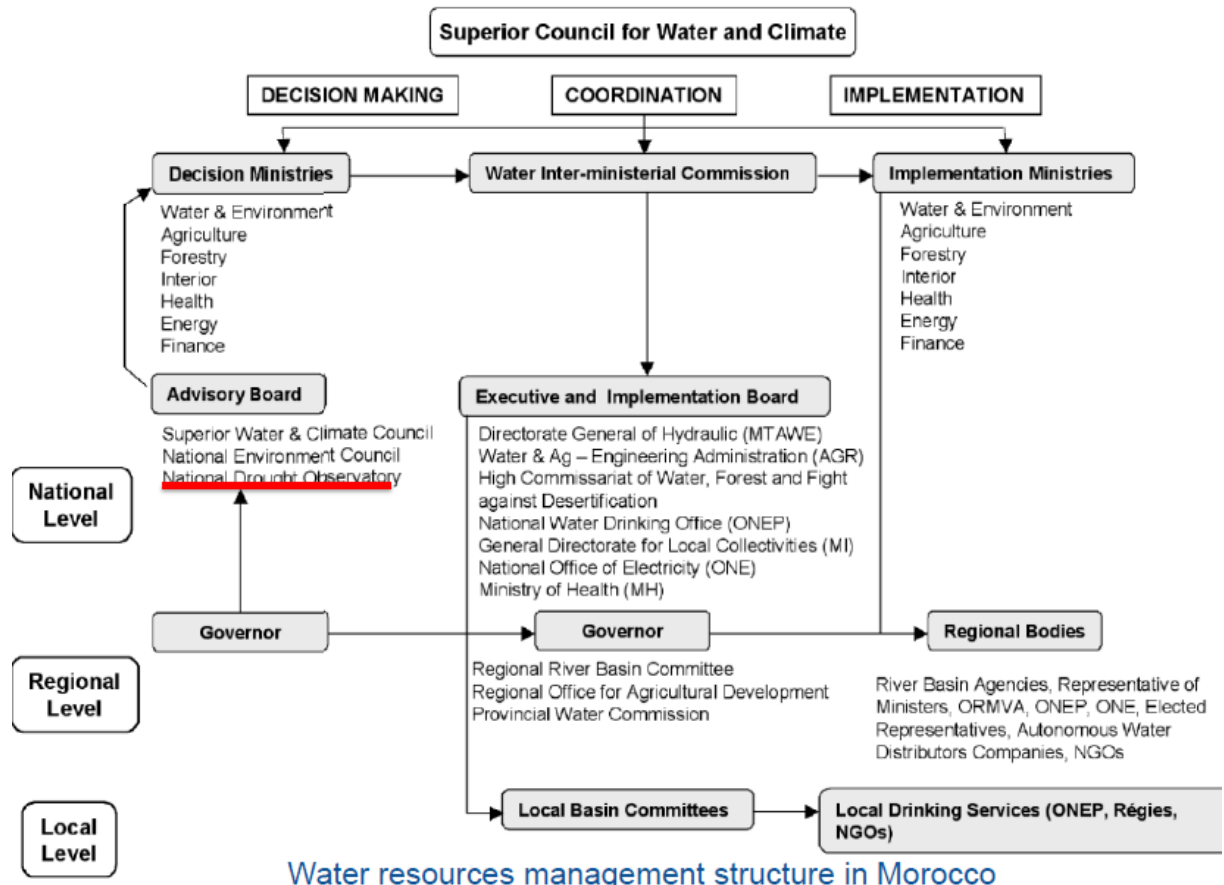 Superior Council for Water and Climate
DECISION MAKING
COORDINATION
IMPLEMENTATION
Decision Ministries
Water Inter-ministerial Commission
Implementation Ministries
Water & Environment
Agriculture
Forestry
Interior
Health
Energy
Finance
Water & Environment
Agriculture
Forestry
Interior
Health
Energy
Finance
Advisory Board
Executive and Implementation Board
Superior Water & Climate Council
National Environment Council
National Drought Observatory
Directorate General of Hydraulic (MTAWE)
Water & Ag – Engineering Administration (AGR)
High Commissariat of Water, Forest and Fight
against Desertification
National Water Drinking Office (ONEP)
General Directorate for Local Collectivities (MI)
National Office of Electricity (ONE)
Ministry of Health (MH)
National
Level
Governor
Governor
Regional Bodies
Regional
Level
Regional River Basin Committee
Regional Office for Agricultural Development
Provincial Water Commission
River Basin Agencies, Representative of
Ministers, ORMVA, ONEP, ONE, Elected
Representatives, Autonomous Water
Distributors Companies, NGOs
Local
Level
Local Basin Committees
Local Drinking Services (ONEP, Régies,
NGOs)
Water resources management structure in Morocco